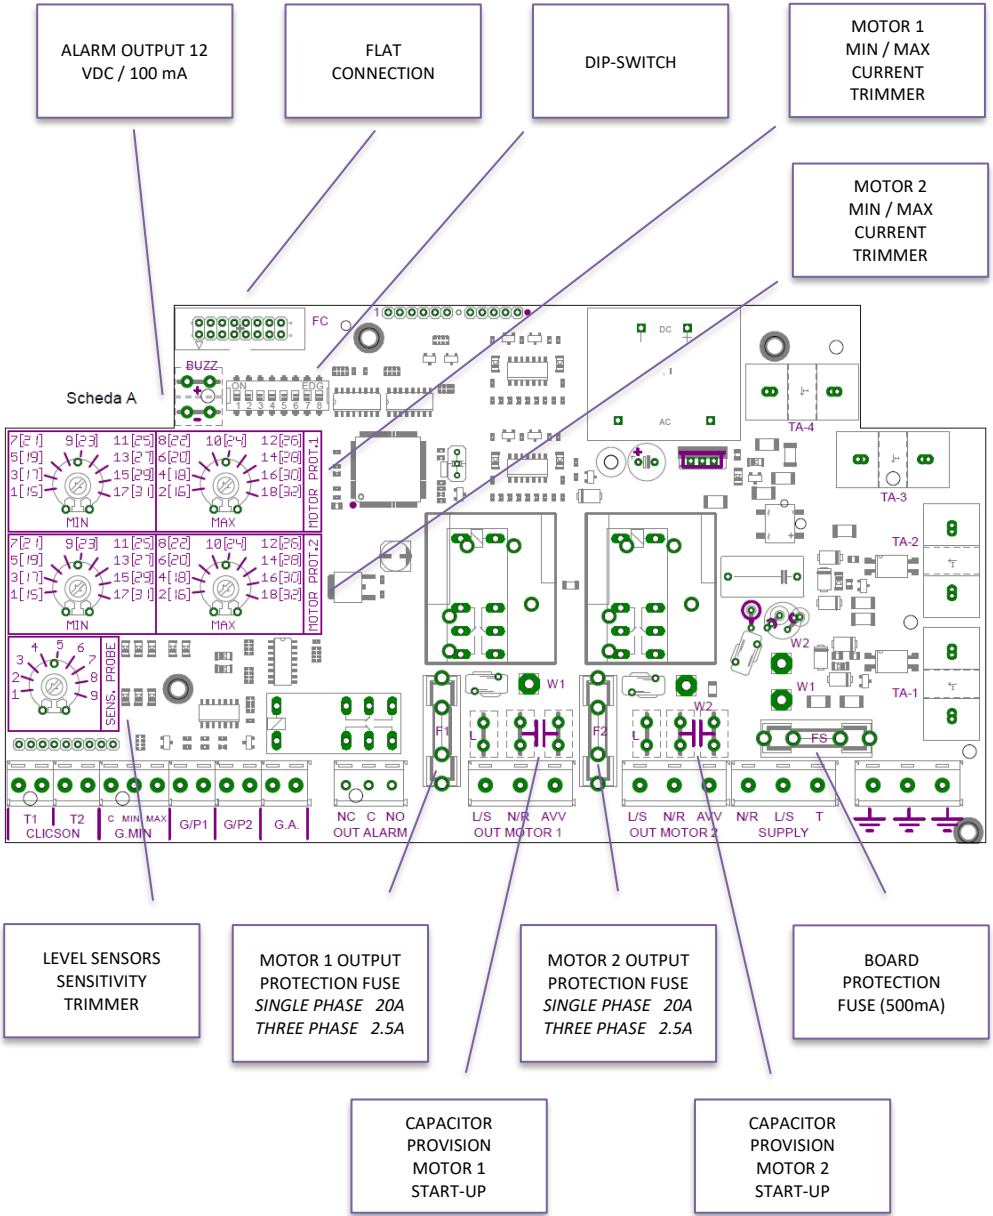 ALARM OUTPUT 12
VDC / 100 mA
FLAT
CONNECTION
DIP-SWITCH
MOTOR 1
MIN / MAX
CURRENT
TRIMMER
MOTOR 2
MIN / MAX
CURRENT
TRIMMER
FC
1
BUZZ
+
-
ON EDG
1 2 3 4 5 6 7 8
Scheda A
DC
AC
TA-4
TA-3
TA-2
TA-1
7[21] 9[23] 11[25] 8[22] 10[24] 12[26]
5[19] 13[27] 6[20] 14[28]
3[17] 15[29] 4[18] 16[30]
1[15] 17[31] 2[16] 18[32]
MIN MAX
MOTOR PROT.1
7[21] 9[23] 11[25] 8[22] 10[24] 12[26]
5[19] 13[27] 6[20] 14[28]
3[17] 15[29] 4[18] 16[30]
1[15] 17[31] 2[16] 18[32]
MIN MAX
MOTOR PROT.2
1 2 3 4 5 6 7 8 9
SENS. PROBE
W2
W1
W1
W2
F1
L
F2
L
FS
T1 T2
CLICSON
C MIN MAX
G.MIN
G/P1
G/P2
G.A.
NC C NO
OUT ALARM
L/S N/R AVV
OUT MOTOR 1
L/S N/R AVV
OUT MOTOR 2
N/R L/S T
SUPPLY
LEVEL SENSORS
SENSITIVITY
TRIMMER
MOTOR 1 OUTPUT
PROTECTION FUSE
SINGLE PHASE 20A
THREE PHASE 2.5A
MOTOR 2 OUTPUT
PROTECTION FUSE
SINGLE PHASE 20A
THREE PHASE 2.5A
BOARD
PROTECTION
FUSE (500mA)
CAPACITOR
PROVISION
MOTOR 1
START-UP
CAPACITOR
PROVISION
MOTOR 2
START-UP